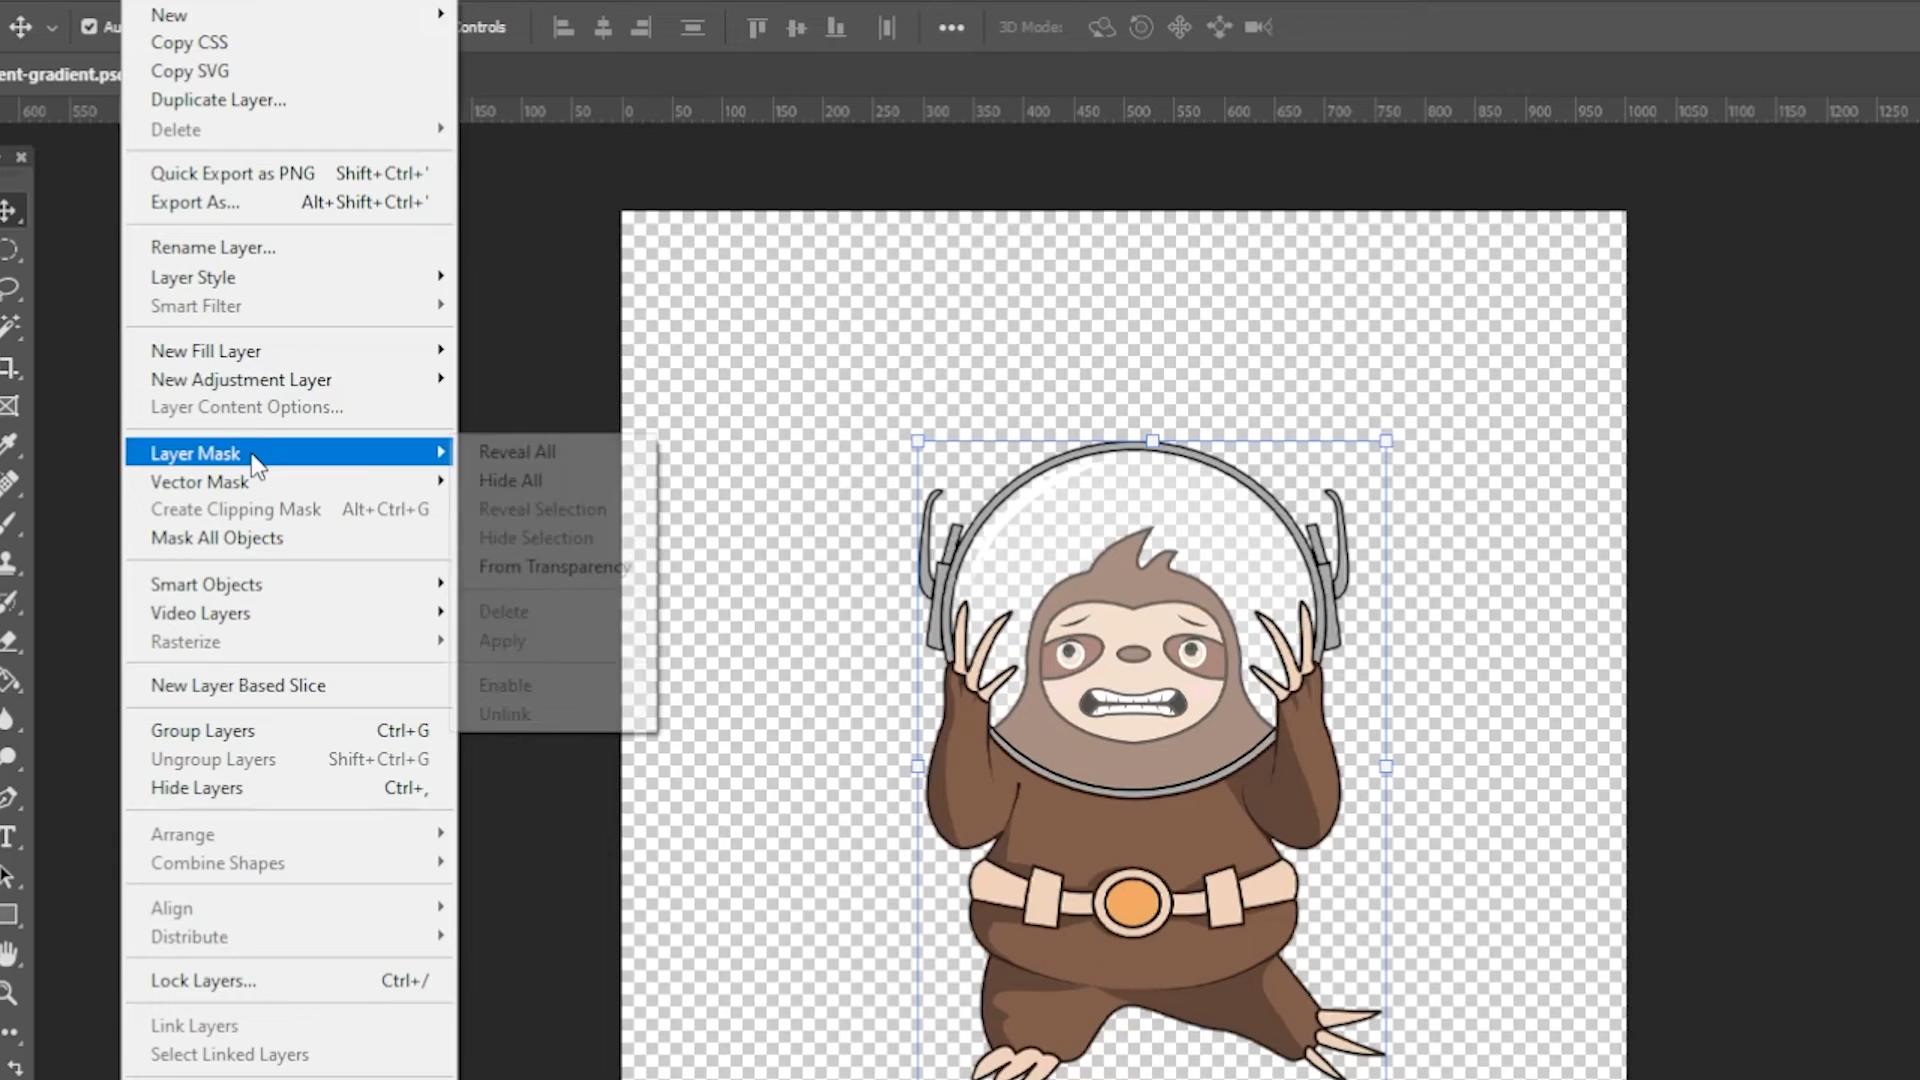 New
Copy CSS
Copy SVG
Duplicate Layer...
Delete
Quick Export as PNG Shift+Ctrl+'
Export As... Alt+Shift+Ctrl+'
Rename Layer...
Layer Style
Smart Filter
New Fill Layer
New Adjustment Layer
Layer Content Options...
Layer Mask
Vector Mask
Create Clipping Mask Alt+Ctrl+G
Mask All Objects
Smart Objects
Video Layers
Rasterize
New Layer Based Slice
Group Layers Ctrl+G
Ungroup Layers Shift+Ctrl+G
Hide Layers Ctrl+,
Arrange
Combine Shapes
Align
Distribute
Lock Layers... Ctrl+/
Link Layers
Select Linked Layers
Reveal All
Hide All
Reveal Selection
Hide Selection
From Transparency
Delete
Apply
Enable
Unlink
Au
ontrols
3D Mode:
ent-gradient.ps
600 550 150 100 50 0 50 100 150 200 250 300 350 400 450 500 550 600 650 700 750 800 850 900 950 1000 1050 1100 1150 1200 1250